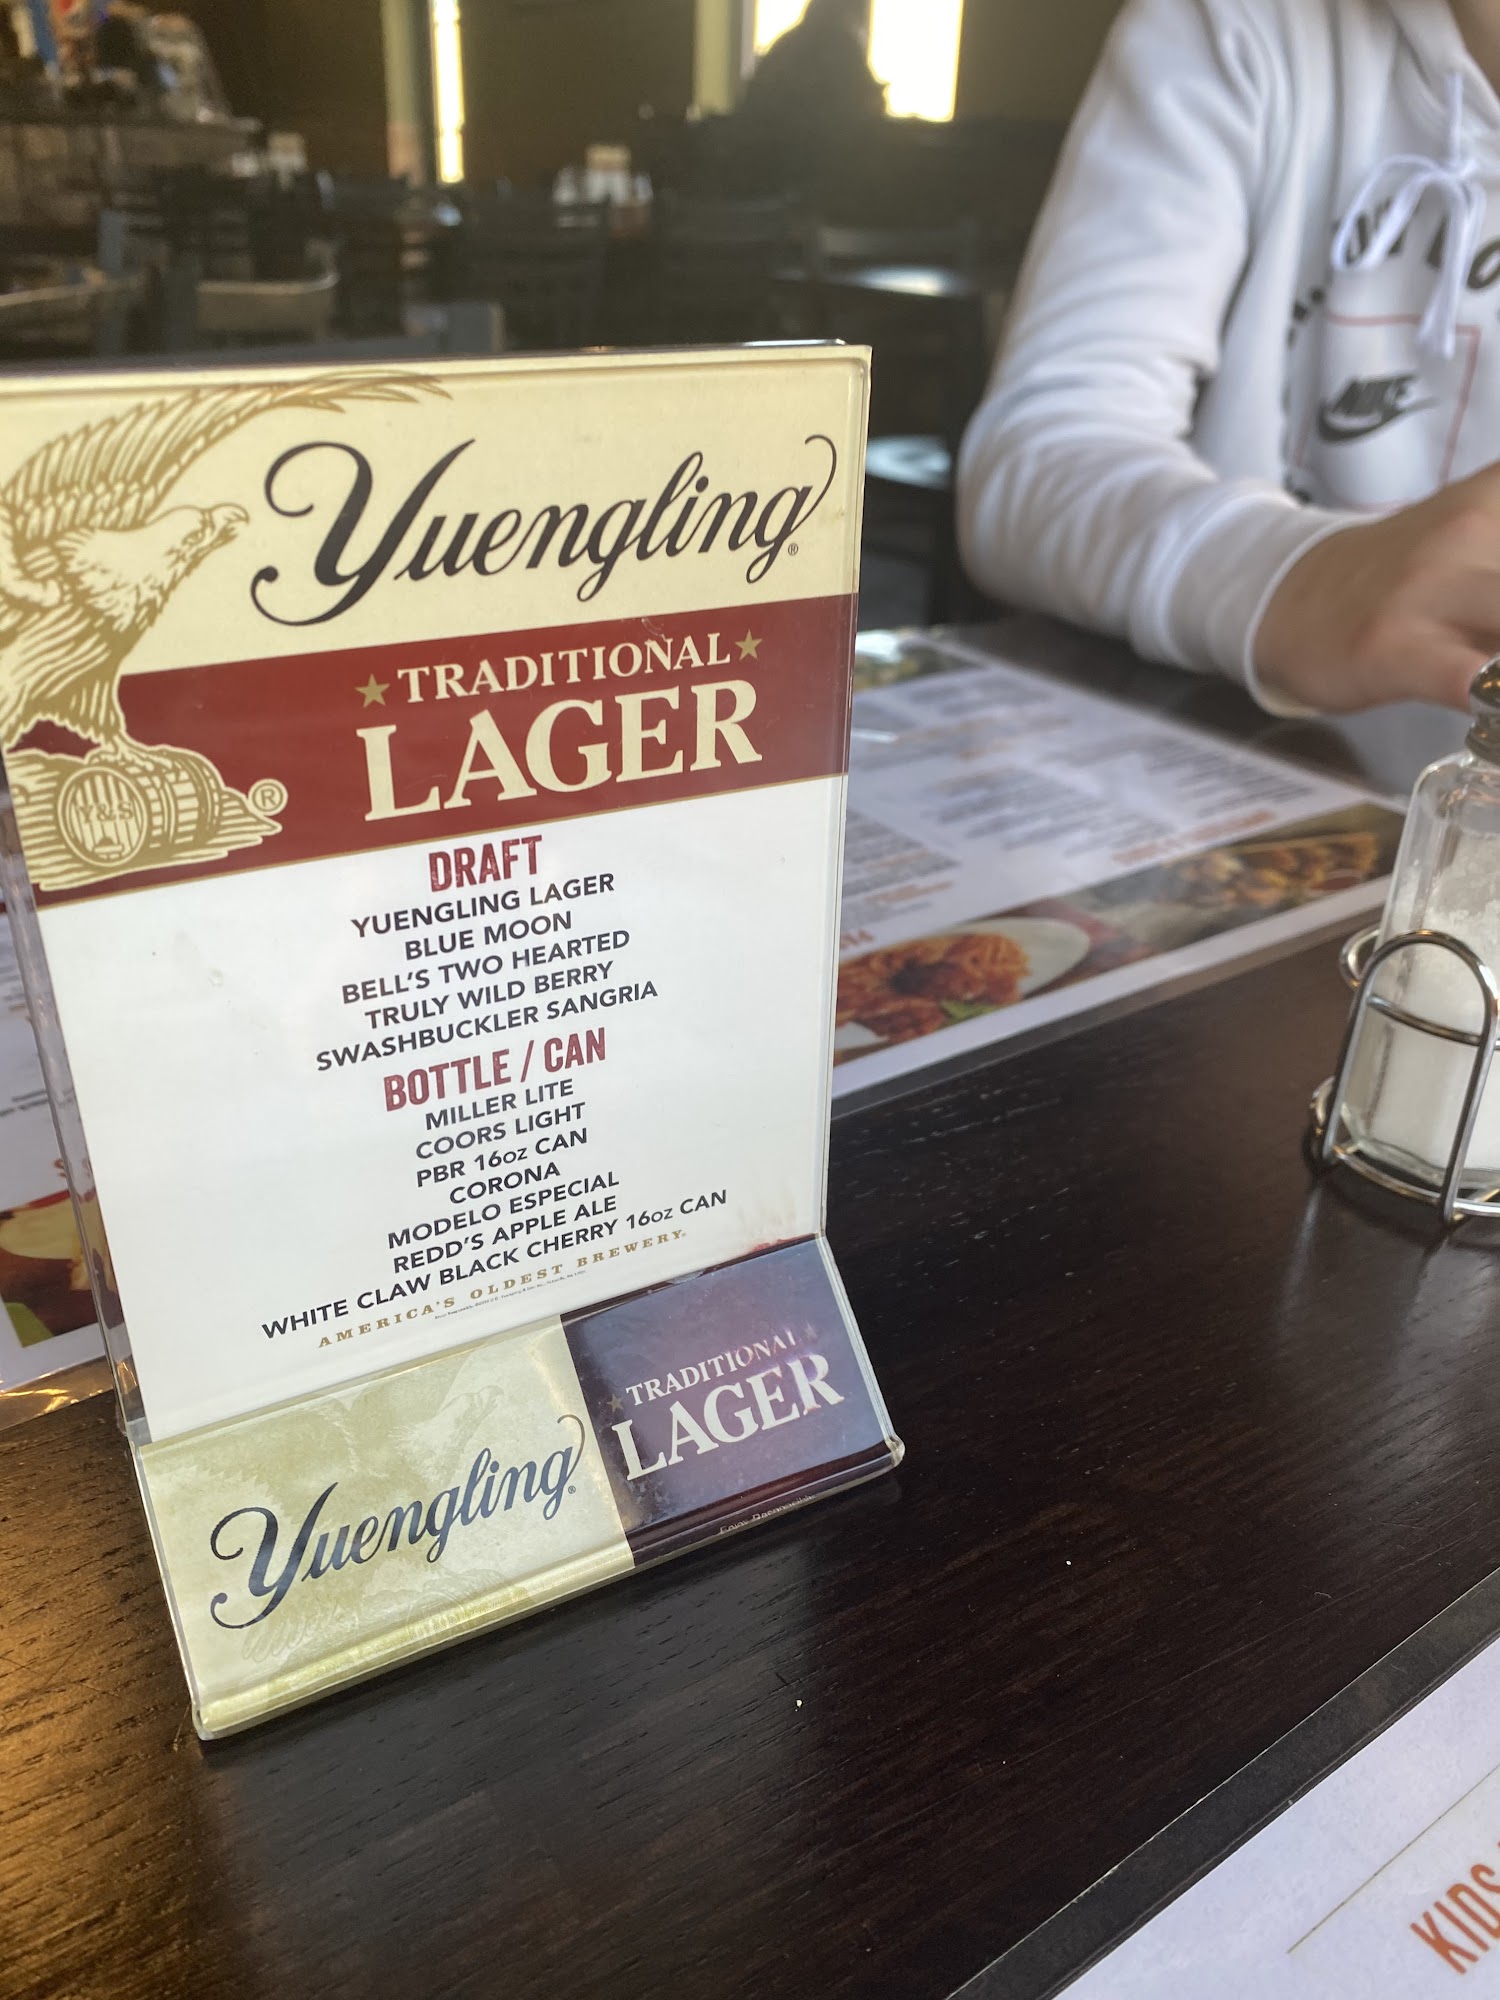 Yuengling®
TRADITIONAL
LAGER
®
Y&S
DRAFT
YUENGLING LAGER
BLUE MOON
BELL'S TWO HEARTED
TRULY WILD BERRY
SWASHBUCKLER SANGRIA
BOTTLE / CAN
MILLER LITE
COORS LIGHT
PBR 16oz CAN
CORONA
MODELO ESPECIAL
REDD'S APPLE ALE
WHITE CLAW BLACK CHERRY 16oz CAN
AMERICA'S OLDEST BREWERY.
Yuengling®
TRADITIONAL
LAGER
NIKE
KIDS